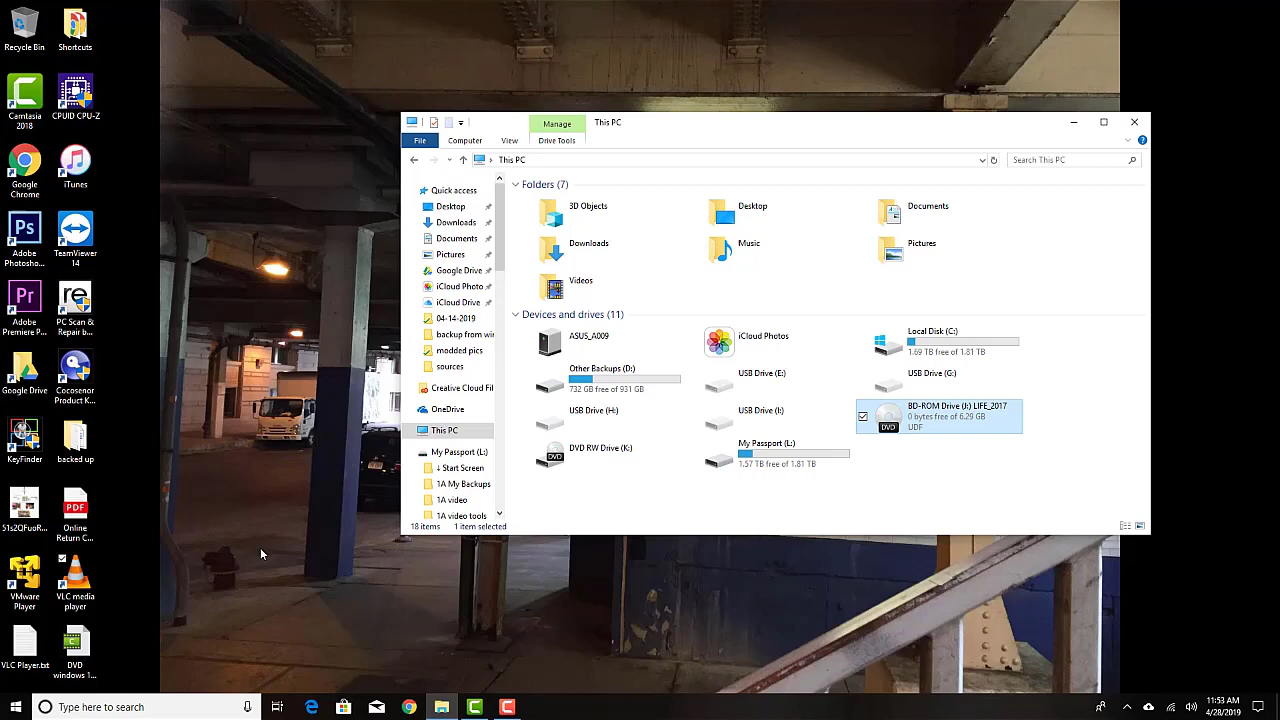 Recycle Bin
Shortcuts
Camtasia 2018
CPUID CPU-Z
Google Chrome
iTunes
Adobe Photosho...
TeamViewer 14
Adobe Premiere P...
PC Scan & Repair b...
Google Drive
Cocosenor Product K...
KeyFinder
backed up
51s2QFuoR...
Online Return C...
VMware Player
VLC media player
VLC Player.txt
DVD windows 1...
Manage
This PC
File
Computer
View
Drive Tools
This PC
Search This PC
Quick access
Desktop
Downloads
Documents
Pictures
Google Drive
iCloud Photo
iCloud Drive
04-14-2019
backup from wi
modded pics
sources
Creative Cloud Fil
OneDrive
This PC
My Passport (L:)
↓ Start Screen
1A My Backups
1A video
1A video tools
Folders (7)
3D Objects
Desktop
Documents
Downloads
Music
Pictures
Videos
Devices and drives (11)
ASUS_A009
iCloud Photos
Local Disk (C:)
1.69 TB free of 1.81 TB
Other Backups (D:)
732 GB free of 931 GB
USB Drive (E:)
USB Drive (G:)
USB Drive (H:)
USB Drive (I:)
BD-ROM Drive (J:) LIFE_2017
0 bytes free of 6.29 GB
UDF
DVD RW Drive (K:)
My Passport (L:)
1.57 TB free of 1.81 TB
18 items
1 item selected
Type here to search
11:53 AM
4/28/2019